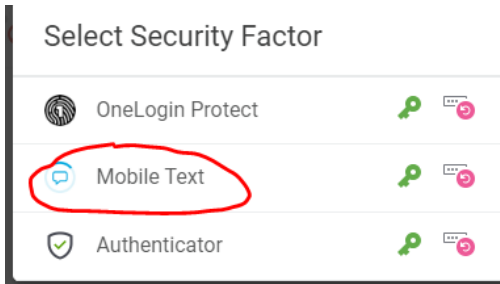 Select Security Factor
OneLogin Protect
Mobile Text
Authenticator